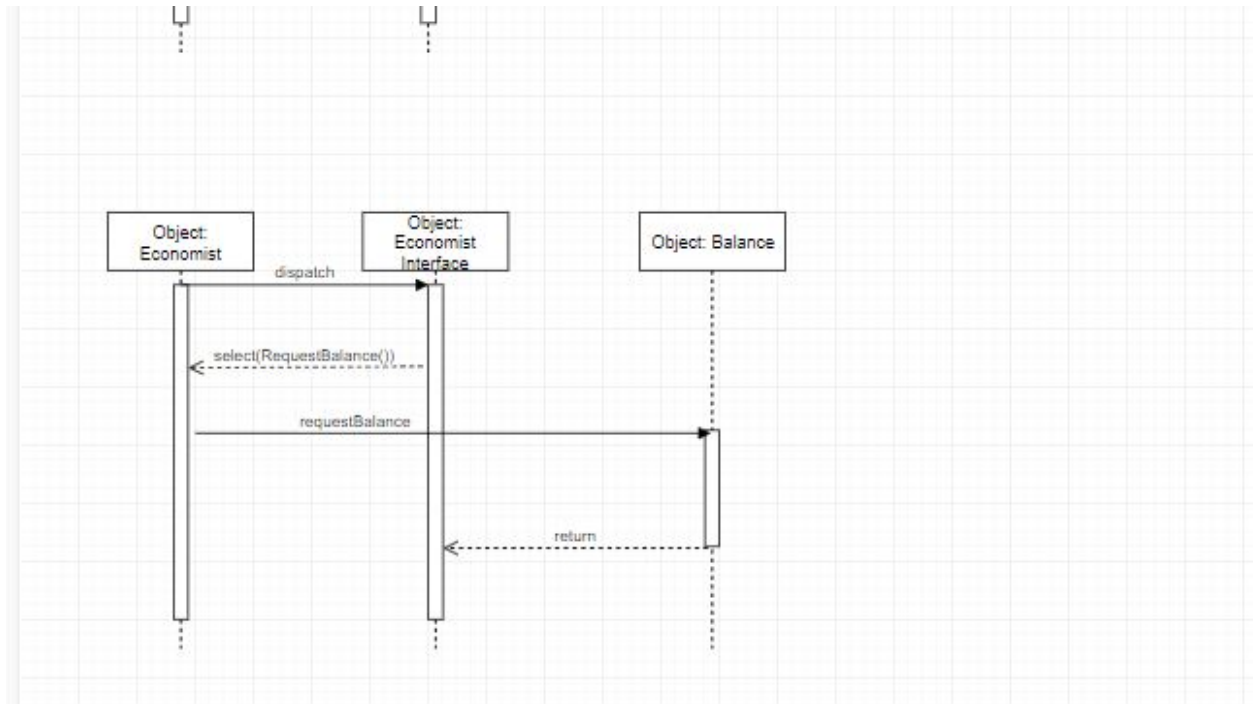 Object:
Economist
Object:
Economist
Interface
Object: Balance
dispatch
select(RequestBalance())
requestBalance
return